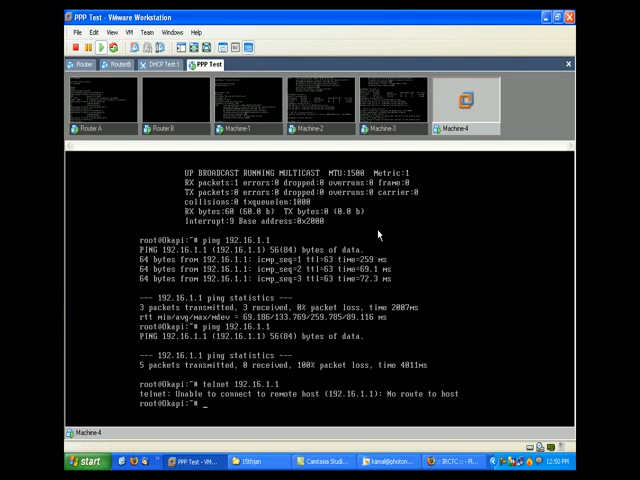 PPP Test - VMware Workstation
File Edit View VM Team Windows Help
Router RouterB DHCP Test 1 PPP Test
Router A Router B Machine-1 Machine-2 Machine-3 Machine-4
UP BROADCAST RUNNING MULTICAST MTU:1500 Metric:1
RX packets:1 errors:0 dropped:0 overruns:0 frame:0
TX packets:0 errors:0 dropped:0 overruns:0 carrier:0
collisions:0 txqueuelen:1000
RX bytes:60 (60.0 b) TX bytes:0 (0.0 b)
Interrupt:9 Base address:0x2000
root@Okapi:~# ping 192.16.1.1
PING 192.16.1.1 (192.16.1.1) 56(84) bytes of data.
64 bytes from 192.16.1.1: icmp_seq=1 ttl=63 time=259 ms
64 bytes from 192.16.1.1: icmp_seq=2 ttl=63 time=69.1 ms
64 bytes from 192.16.1.1: icmp_seq=3 ttl=63 time=72.3 ms
--- 192.16.1.1 ping statistics ---
3 packets transmitted, 3 received, 0% packet loss, time 2007ms
rtt min/avg/max/mdev = 69.186/133.769/259.785/89.116 ms
root@Okapi:~# ping 192.16.1.1
PING 192.16.1.1 (192.16.1.1) 56(84) bytes of data.
--- 192.16.1.1 ping statistics ---
5 packets transmitted, 0 received, 100% packet loss, time 4011ms
root@Okapi:~# telnet 192.16.1.1
telnet: Unable to connect to remote host (192.16.1.1): No route to host
root@Okapi:~# _
Machine-4
start PPP Test - VM... 15thjan Camtasia Studi... kamal@photon... :: IRCTC :: - Fi... 12:50 PM